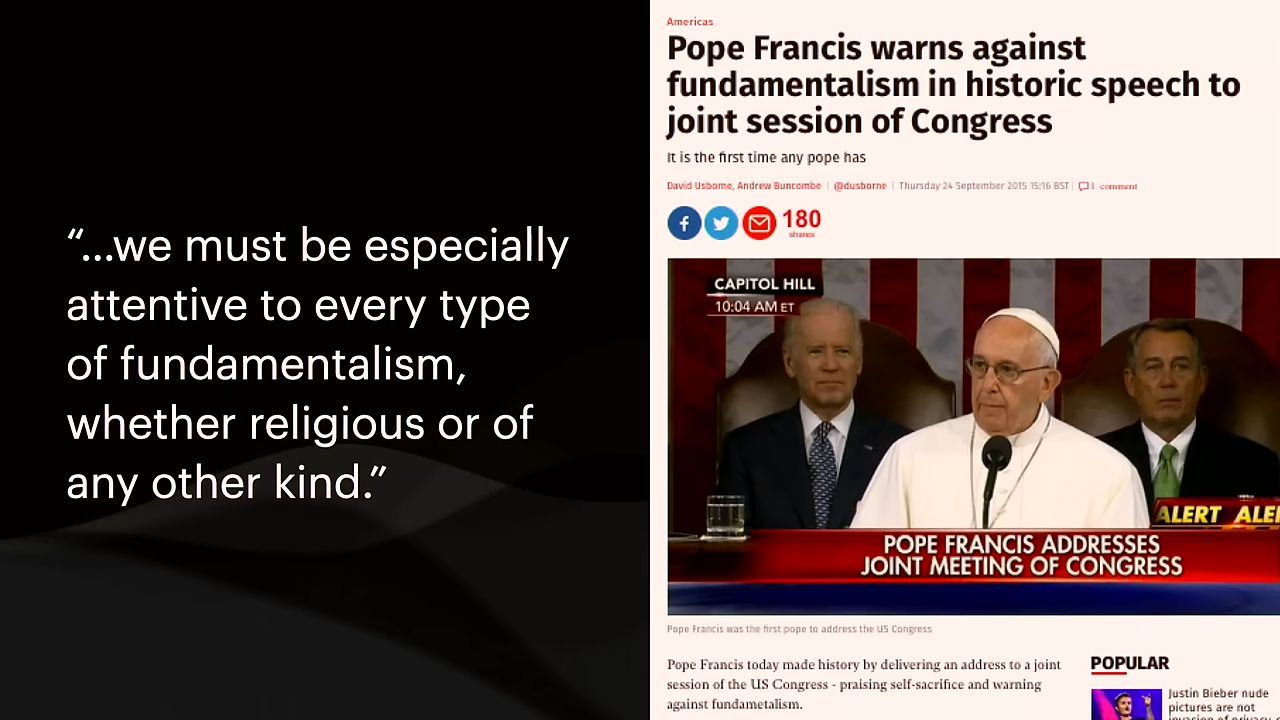 “...we must be especially
attentive to every type
of fundamentalism,
whether religious or of
any other kind.”
Americas
Pope Francis warns against
fundamentalism in historic speech to
joint session of Congress
It is the first time any pope has
David Usborne, Andrew Buncombe | @dusborne | Thursday 24 September 2015 15:16 BST | 1 comment
180
shares
CAPITOL HILL
10:04 AM ET
ALERT ALE
POPE FRANCIS ADDRESSES
JOINT MEETING OF CONGRESS
Pope Francis was the first pope to address the US Congress
Pope Francis today made history by delivering an address to a joint
session of the US Congress - praising self-sacrifice and warning
against fundametalism.
POPULAR
Justin Bieber nude
pictures are not
invasion of privacy